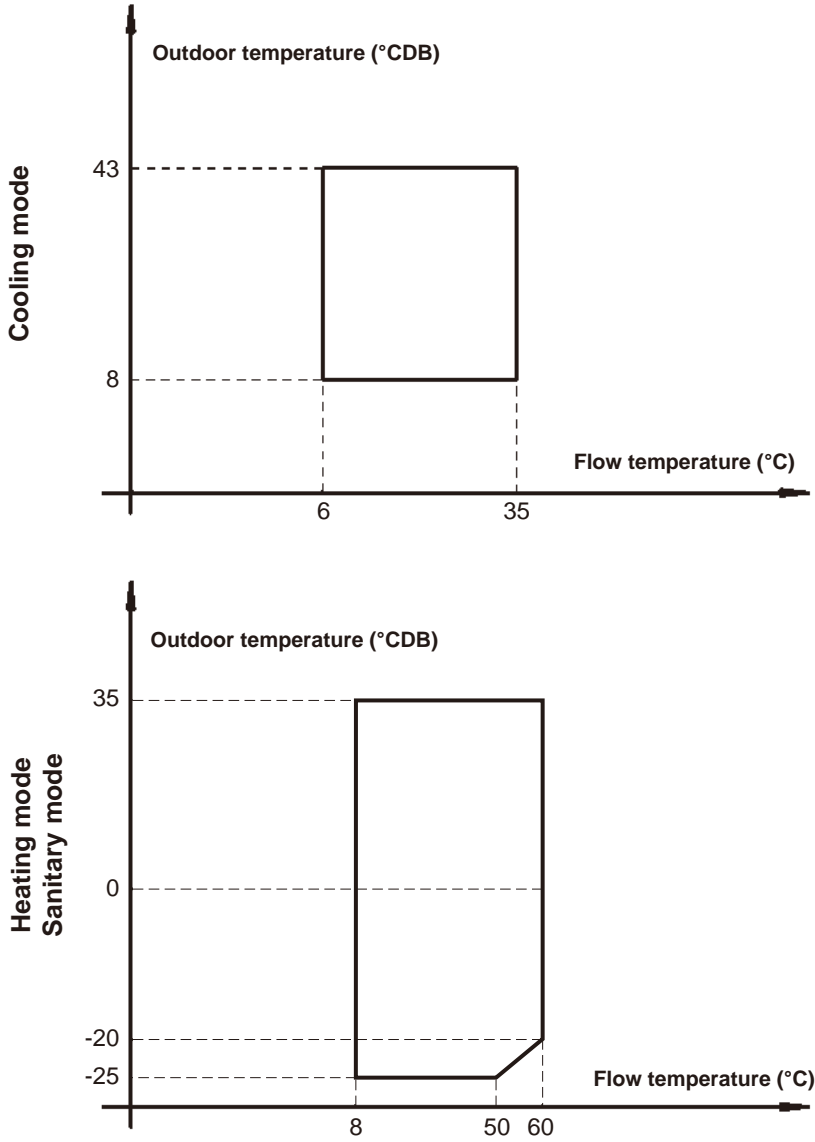 Outdoor temperature (°CDB)
Cooling mode
43
8
Flow temperature (°C)
6 35
Outdoor temperature (°CDB)
Heating mode
Sanitary mode
35
0
-20
-25
Flow temperature (°C)
8 50 60